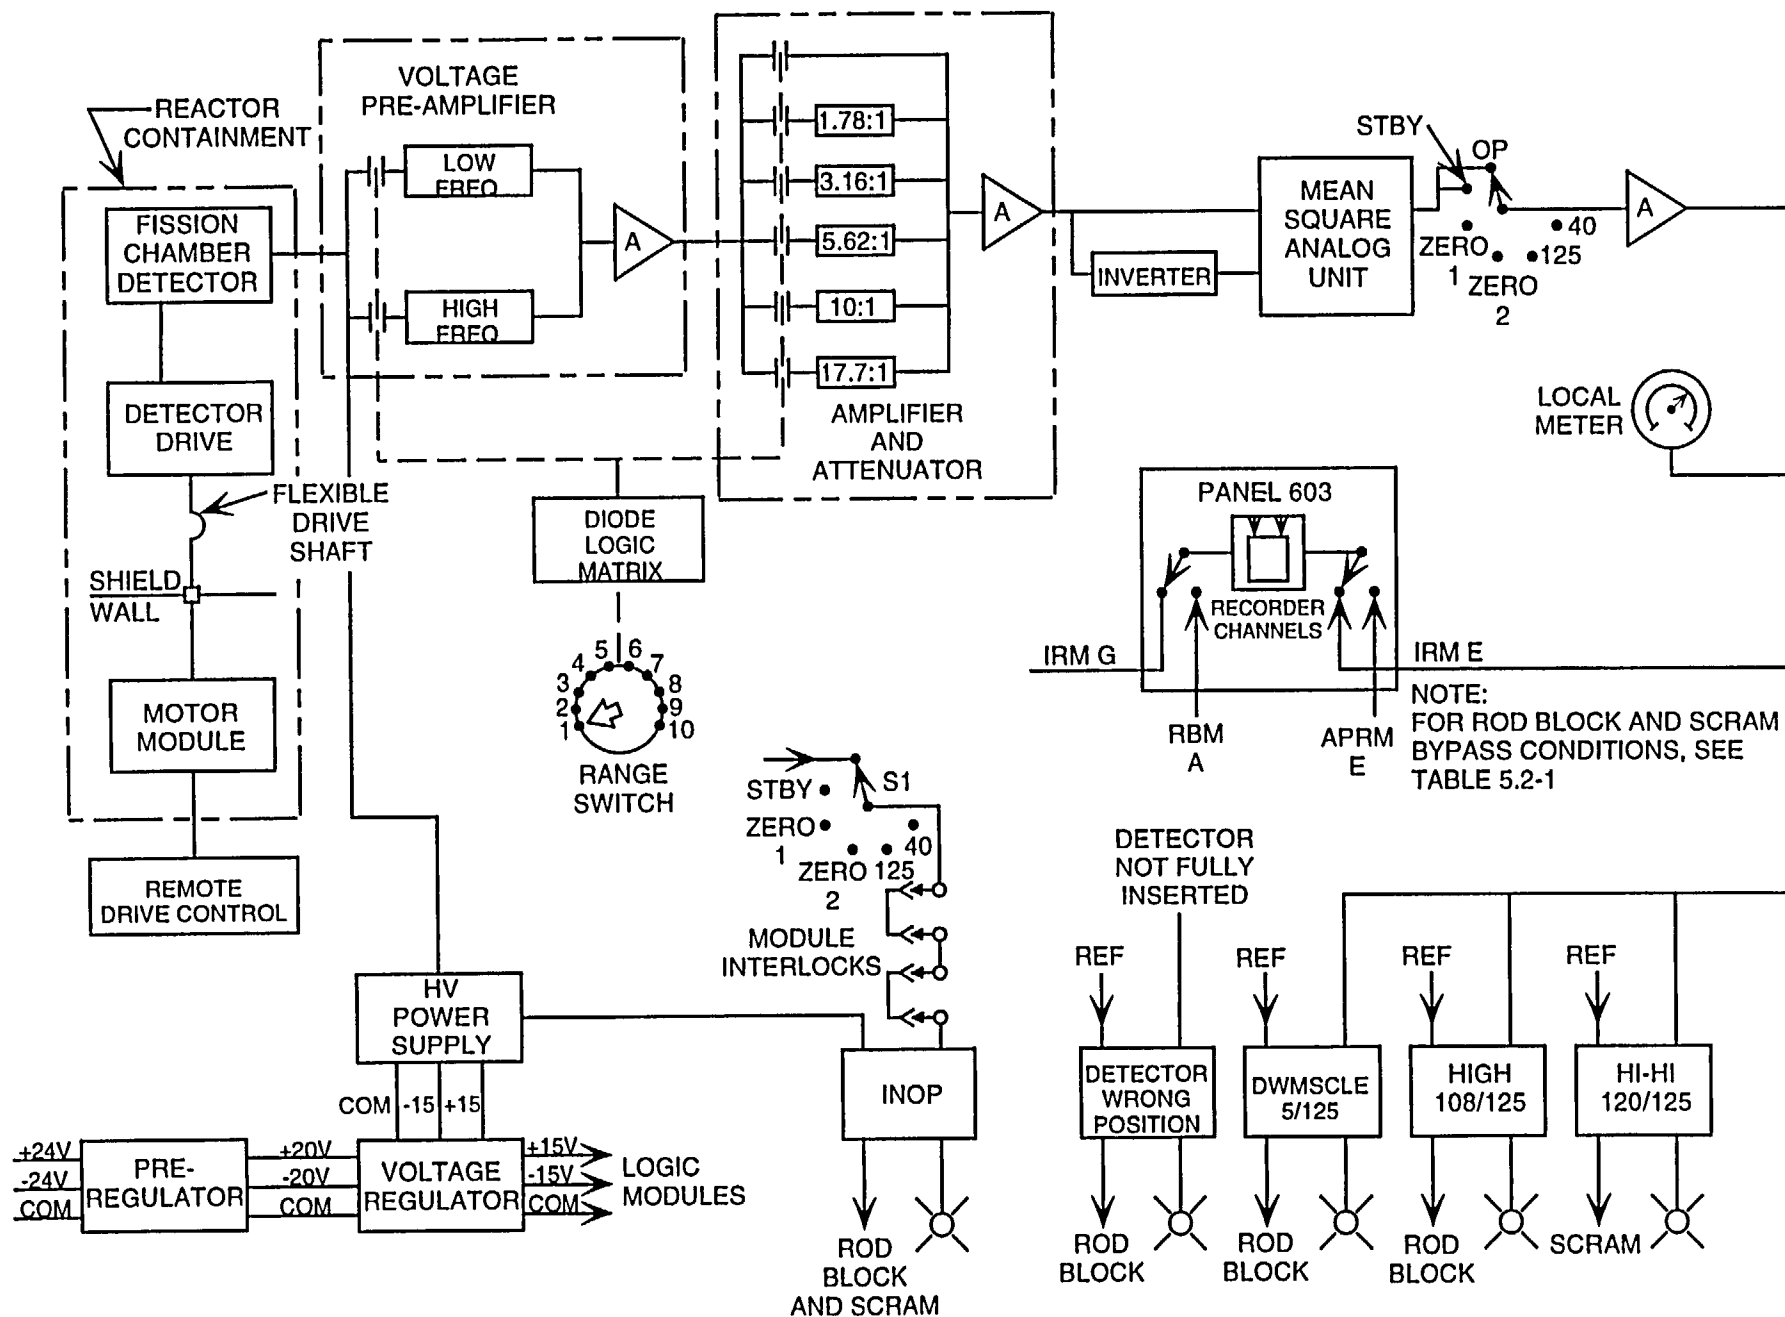 REACTOR
CONTAINMENT
VOLTAGE
PRE-AMPLIFIER
LOW
FREQ
HIGH
FREQ
A
FISSION
CHAMBER
DETECTOR
DETECTOR
DRIVE
FLEXIBLE
DRIVE
SHAFT
SHIELD
WALL
MOTOR
MODULE
REMOTE
DRIVE CONTROL
1.78:1
3.16:1
5.62:1
10:1
17.7:1
A
AMPLIFIER
AND
ATTENUATOR
DIODE
LOGIC
MATRIX
1
2
3
4
5
6
7
8
9
10
RANGE
SWITCH
INVERTER
MEAN
SQUARE
ANALOG
UNIT
STBY
OP
ZERO
1
ZERO
2
125
40
A
LOCAL
METER
PANEL 603
RECORDER
CHANNELS
IRM G
IRM E
RBM
A
APRM
E
NOTE:
FOR ROD BLOCK AND SCRAM
BYPASS CONDITIONS, SEE
TABLE 5.2-1
STBY
S1
ZERO
1
ZERO
2
125
40
MODULE
INTERLOCKS
HV
POWER
SUPPLY
COM
-15
+15
+24V
-24V
COM
PRE-
REGULATOR
+20V
-20V
COM
VOLTAGE
REGULATOR
+15V
-15V
COM
LOGIC
MODULES
INOP
ROD
BLOCK
AND SCRAM
DETECTOR
NOT FULLY
INSERTED
REF
DETECTOR
WRONG
POSITION
ROD
BLOCK
REF
DWMSCLE
5/125
ROD
BLOCK
REF
HIGH
108/125
ROD
BLOCK
REF
HI-HI
120/125
SCRAM